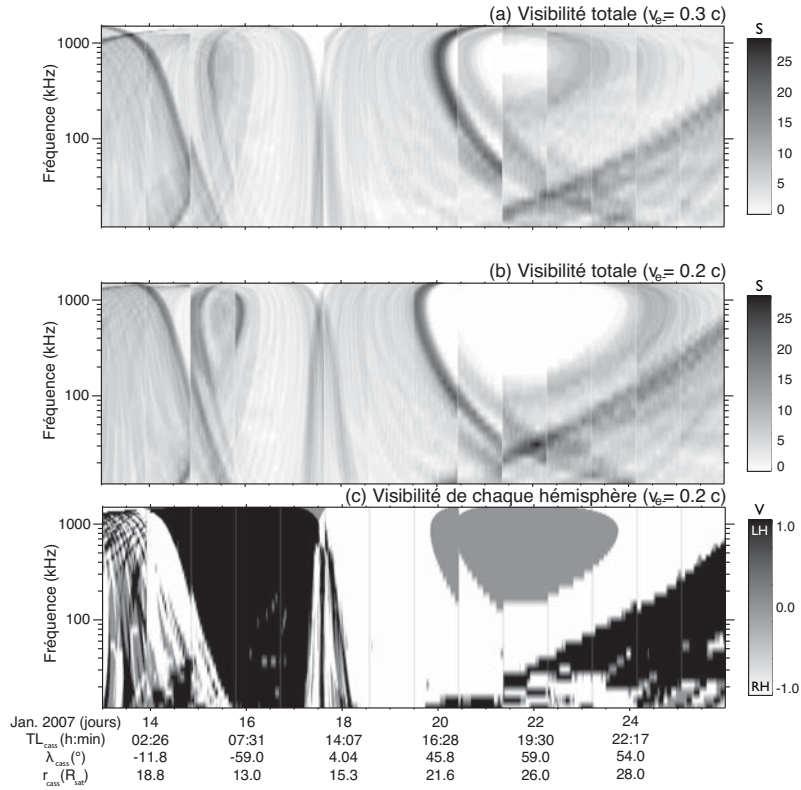 (a) Visibilité totale (ve-= 0.3 c)
S
1000
100
Fréquence (kHz)
25
20
15
10
5
0
(b) Visibilité totale (ve-= 0.2 c)
S
1000
100
Fréquence (kHz)
25
20
15
10
5
0
(c) Visibilité de chaque hémisphère (ve-= 0.2 c)
V
1000
100
Fréquence (kHz)
1.0
LH
0.0
RH
-1.0
Jan. 2007 (jours) 14 16 18 20 22 24
TLcass (h:min) 02:26 07:31 14:07 16:28 19:30 22:17
λcass (°) -11.8 -59.0 4.04 45.8 59.0 54.0
rcass (Rsat) 18.8 13.0 15.3 21.6 26.0 28.0